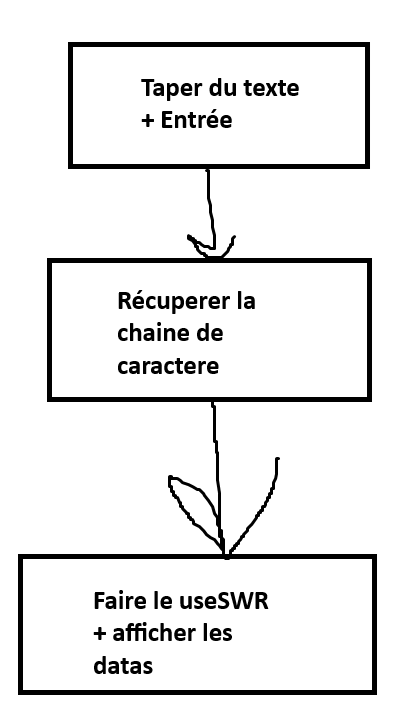 Taper du texte
+ Entrée
Récuperer la
chaine de
caractere
Faire le useSWR
+ afficher les
datas